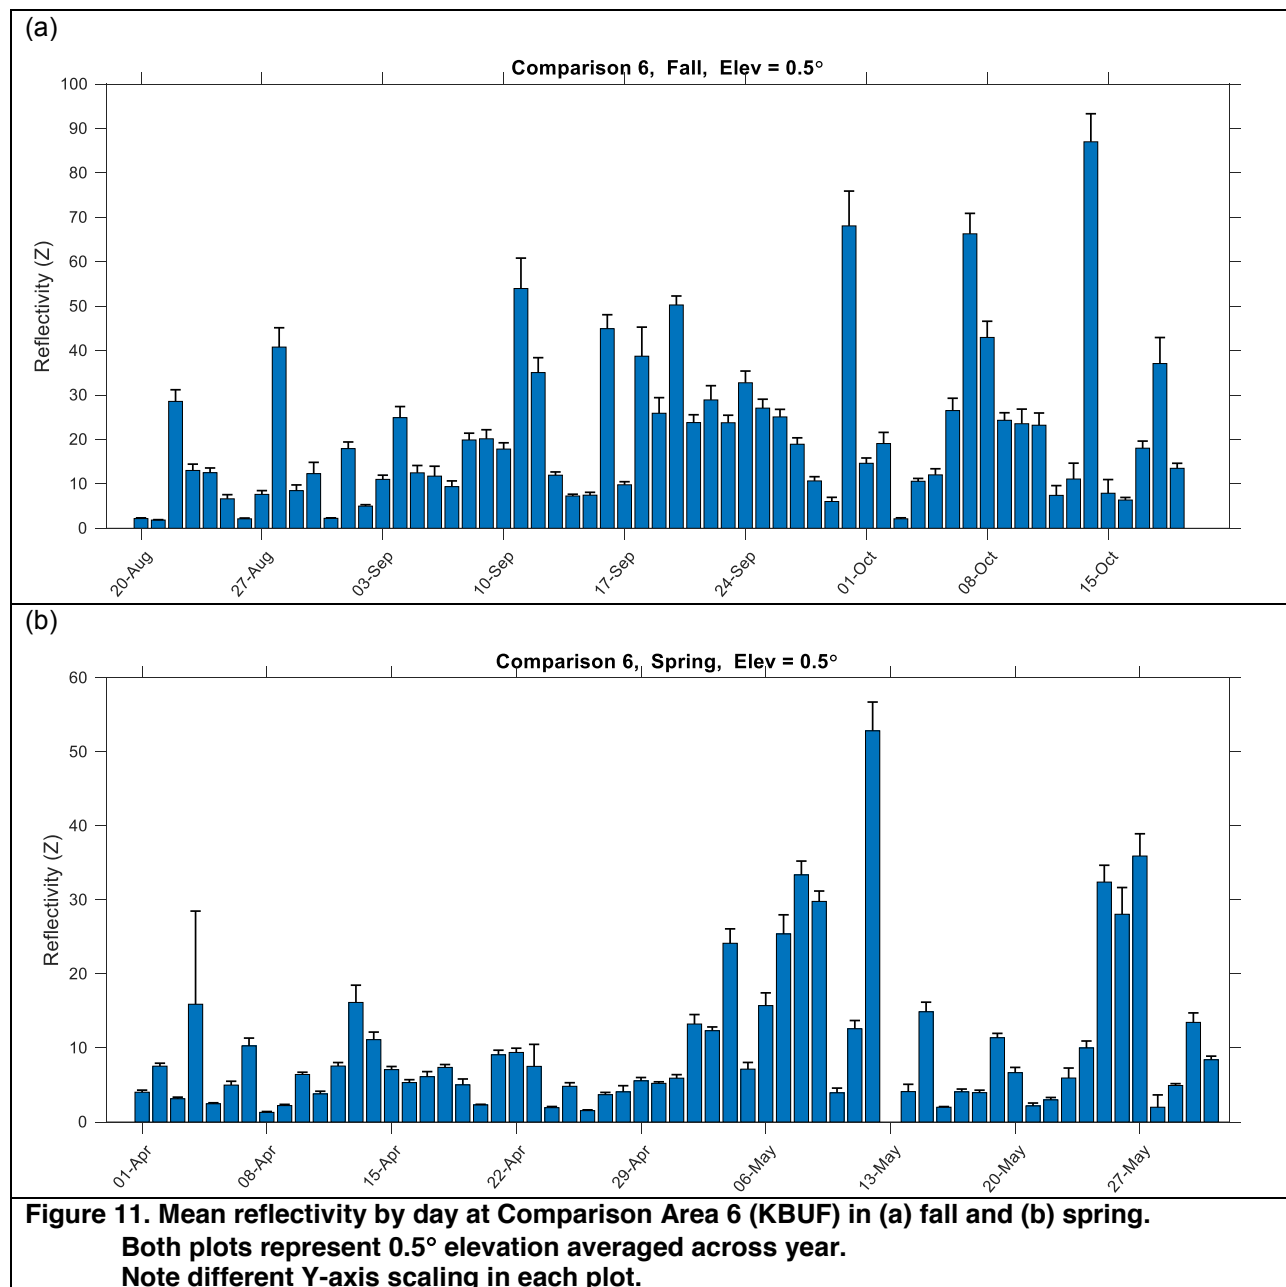 (a)
Comparison 6, Fall, Elev = 0.5°
100
90
80
70
60
50
40
30
20
10
0
Reflectivity (Z)
20-Aug
27-Aug
03-Sep
10-Sep
17-Sep
24-Sep
01-Oct
08-Oct
15-Oct
(b)
Comparison 6, Spring, Elev = 0.5°
60
50
40
30
20
10
0
Reflectivity (Z)
01-Apr
08-Apr
15-Apr
22-Apr
29-Apr
06-May
13-May
20-May
27-May
Figure 11. Mean reflectivity by day at Comparison Area 6 (KBUF) in (a) fall and (b) spring.
Both plots represent 0.5° elevation averaged across year.
Note different Y-axis scaling in each plot.